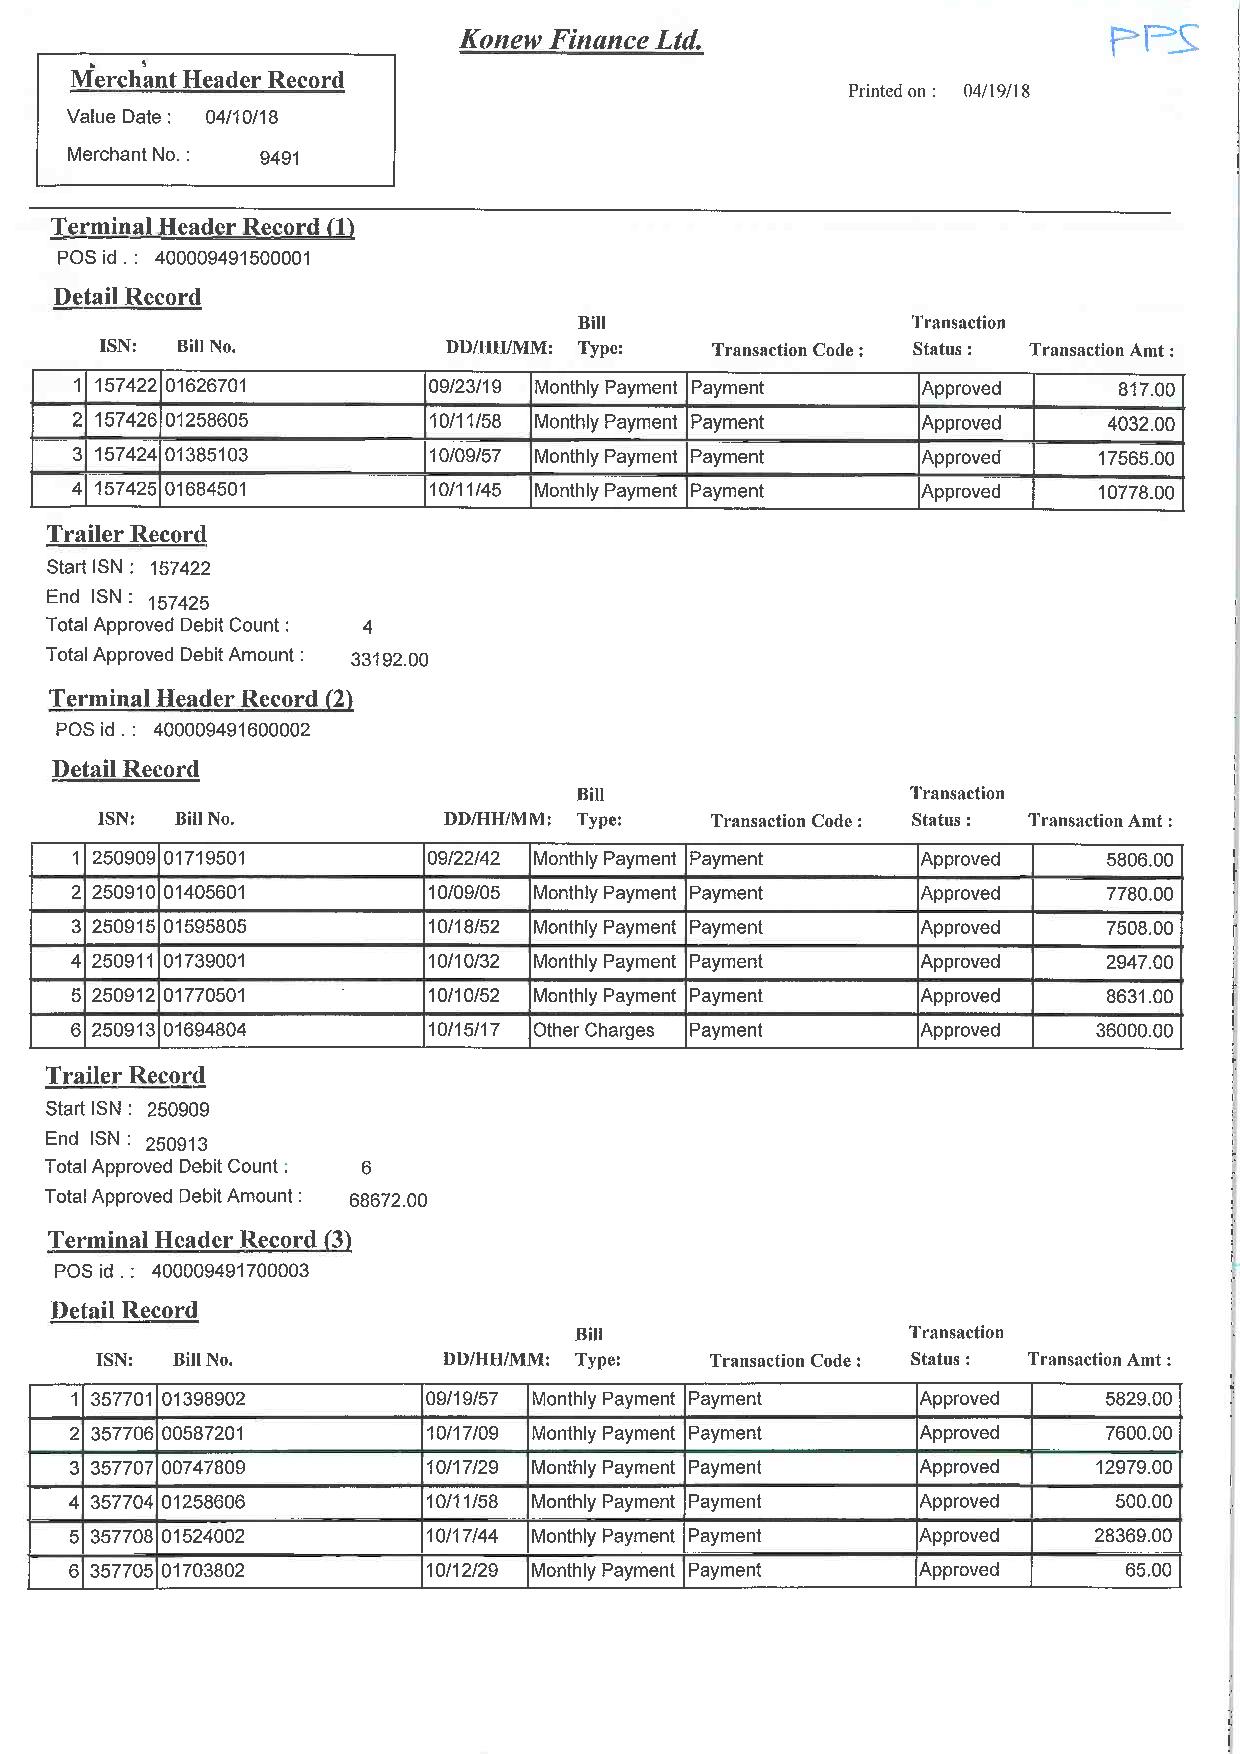 Konew Finance Ltd.
PPS
Merchant Header Record
Printed on : 04/19/18
Value Date : 04/10/18
Merchant No. : 9491
Terminal Header Record (1)
POS id . : 400009491500001
Detail Record
Bill Transaction
ISN: Bill No. DD/HH/MM: Type: Transaction Code : Status : Transaction Amt :
1 157422 01626701 09/23/19 Monthly Payment Payment Approved 817.00
2 157426 01258605 10/11/58 Monthly Payment Payment Approved 4032.00
3 157424 01385103 10/09/57 Monthly Payment Payment Approved 17565.00
4 157425 01684501 10/11/45 Monthly Payment Payment Approved 10778.00
Trailer Record
Start ISN : 157422
End ISN : 157425
Total Approved Debit Count : 4
Total Approved Debit Amount : 33192.00
Terminal Header Record (2)
POS id . : 400009491600002
Detail Record
Bill Transaction
ISN: Bill No. DD/HH/MM: Type: Transaction Code : Status : Transaction Amt :
1 250909 01719501 09/22/42 Monthly Payment Payment Approved 5806.00
2 250910 01405601 10/09/05 Monthly Payment Payment Approved 7780.00
3 250915 01595805 10/18/52 Monthly Payment Payment Approved 7508.00
4 250911 01739001 10/10/32 Monthly Payment Payment Approved 2947.00
5 250912 01770501 10/10/52 Monthly Payment Payment Approved 8631.00
6 250913 01694804 10/15/17 Other Charges Payment Approved 36000.00
Trailer Record
Start ISN : 250909
End ISN : 250913
Total Approved Debit Count : 6
Total Approved Debit Amount : 68672.00
Terminal Header Record (3)
POS id . : 400009491700003
Detail Record
Bill Transaction
ISN: Bill No. DD/HH/MM: Type: Transaction Code : Status : Transaction Amt :
1 357701 01398902 09/19/57 Monthly Payment Payment Approved 5829.00
2 357706 00587201 10/17/09 Monthly Payment Payment Approved 7600.00
3 357707 00747809 10/17/29 Monthly Payment Payment Approved 12979.00
4 357704 01258606 10/11/58 Monthly Payment Payment Approved 500.00
5 357708 01524002 10/17/44 Monthly Payment Payment Approved 28369.00
6 357705 01703802 10/12/29 Monthly Payment Payment Approved 65.00